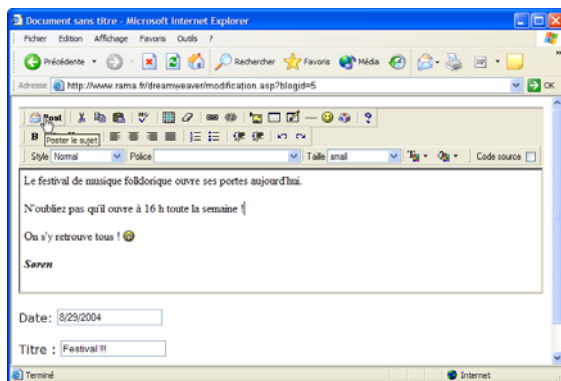 Document sans titre - Microsoft Internet Explorer
Fichier Edition Affichage Favoris Outils ?
Précédente Rechercher Favoris Média
Adresse http://www.rama.fr/dreamweaver/modification.asp?blogid=5 OK
Post
B
Poster le sujet
Style Normal Police Taille small Code source
Le festival de musique folklorique ouvre ses portes aujourd'hui.
N'oubliez pas qu'il ouvre à 16 h toute la semaine !
On s'y retrouve tous !
Søren
Date: 8/29/2004
Titre : Festival !!!
Terminé Internet